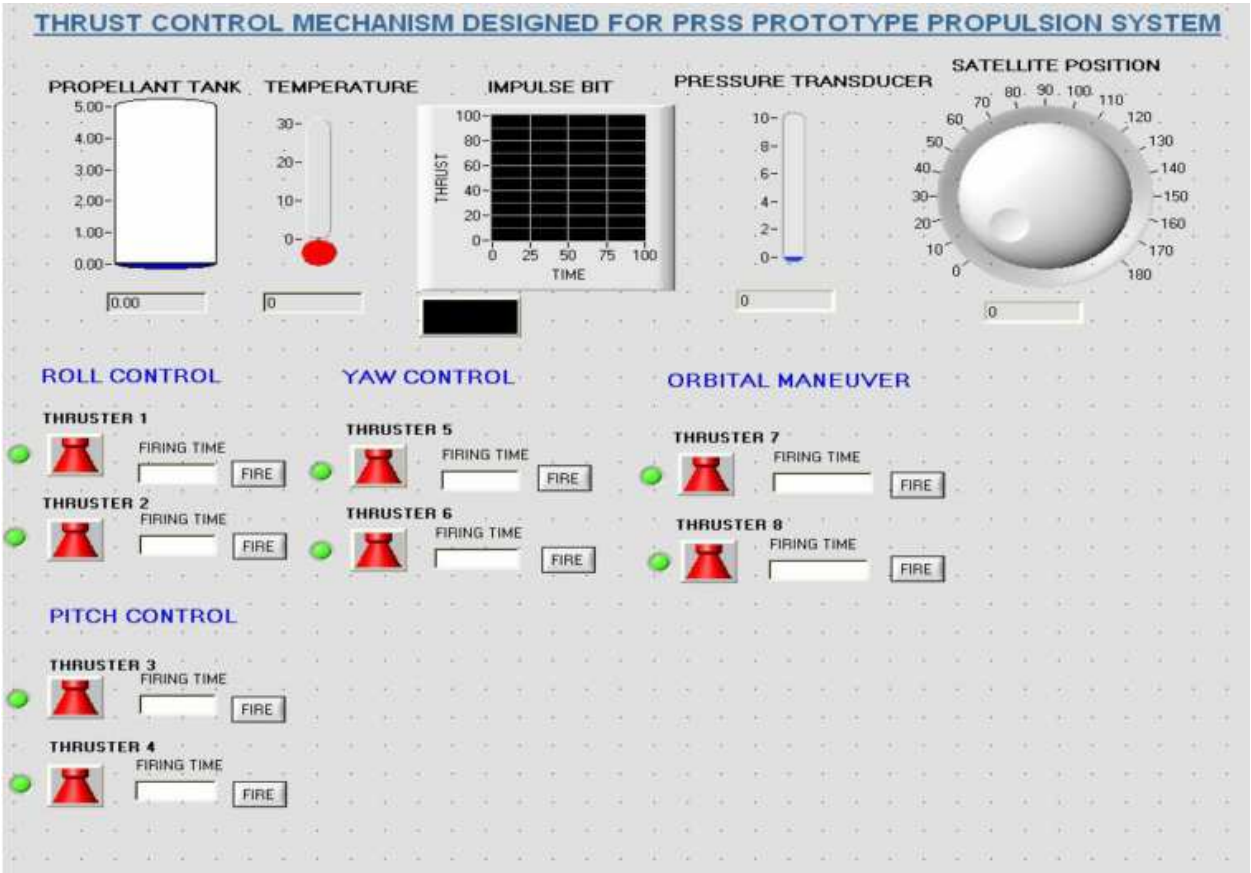 THRUST CONTROL MECHANISM DESIGNED FOR PRSS PROTOTYPE PROPULSION SYSTEM
PROPELLANT TANK
5.00
4.00
3.00
2.00
1.00
0.00
0.00
TEMPERATURE
30
20
10
0
0
IMPULSE BIT
THRUST
100
80
60
40
20
0
0 25 50 75 100
TIME
PRESSURE TRANSDUCER
10
8
6
4
2
0
0
SATELLITE POSITION
0 10 20 30 40 50 60 70 80 90 100 110 120 130 140 150 160 170 180
0
ROLL CONTROL
THRUSTER 1
FIRING TIME
FIRE
THRUSTER 2
FIRING TIME
FIRE
YAW CONTROL
THRUSTER 5
FIRING TIME
FIRE
THRUSTER 6
FIRING TIME
FIRE
ORBITAL MANEUVER
THRUSTER 7
FIRING TIME
FIRE
THRUSTER 8
FIRING TIME
FIRE
PITCH CONTROL
THRUSTER 3
FIRING TIME
FIRE
THRUSTER 4
FIRING TIME
FIRE